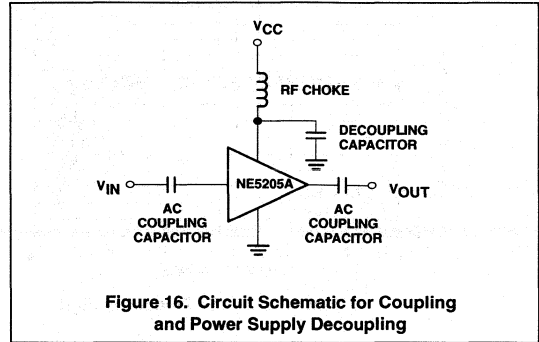 VCC
RF CHOKE
DECOUPLING
CAPACITOR
VIN
NE5205A
VOUT
AC
COUPLING
CAPACITOR
AC
COUPLING
CAPACITOR
Figure 16. Circuit Schematic for Coupling
and Power Supply Decoupling